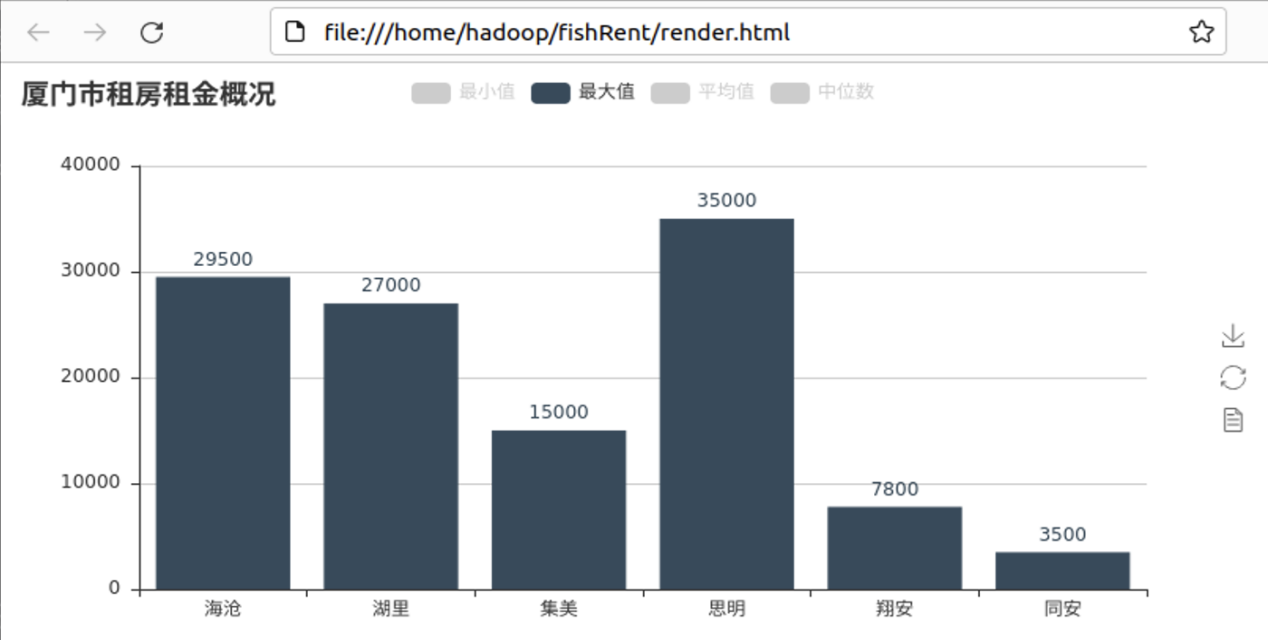 file:///home/hadoop/fishRent/render.html
厦门市租房租金概况
最小值 最大值 平均值 中位数
40000
35000
30000
29500
27000
20000
15000
10000
7800
3500
0
海沧 湖里 集美 思明 翔安 同安